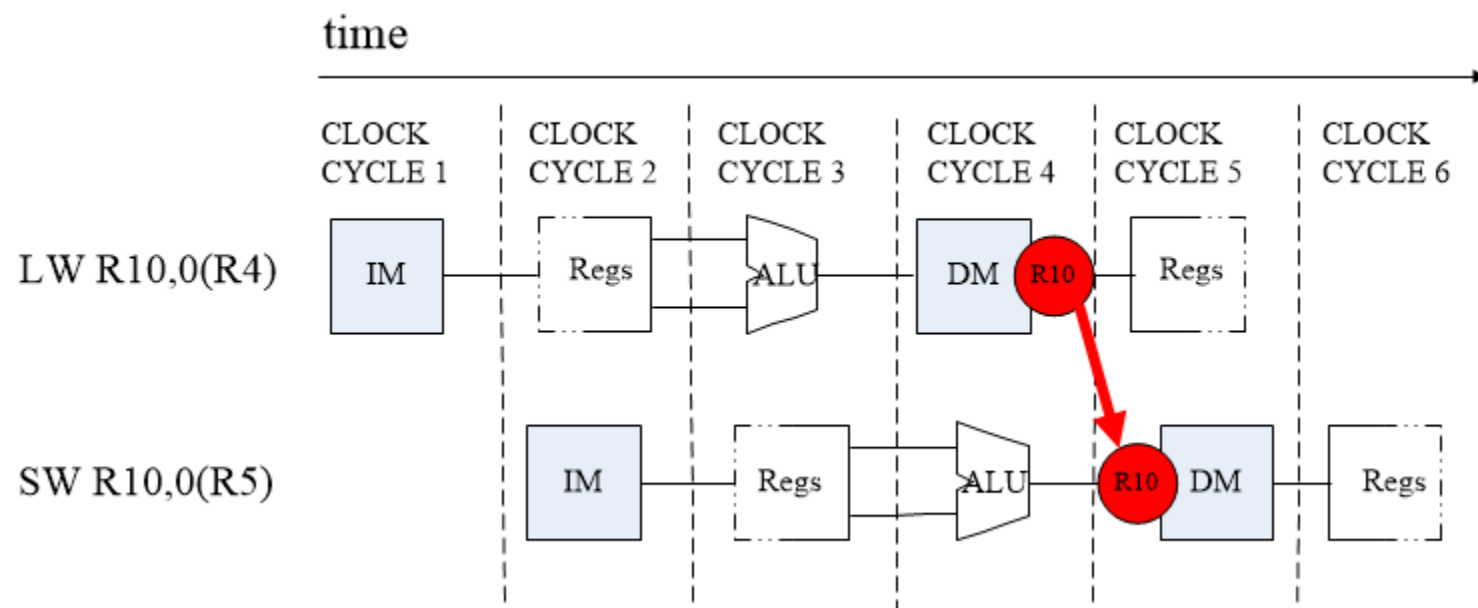 time
CLOCK CYCLE 1
CLOCK CYCLE 2
CLOCK CYCLE 3
CLOCK CYCLE 4
CLOCK CYCLE 5
CLOCK CYCLE 6
LW R10,0(R4)
IM
Regs
ALU
DM
R10
Regs
SW R10,0(R5)
IM
Regs
ALU
R10
DM
Regs